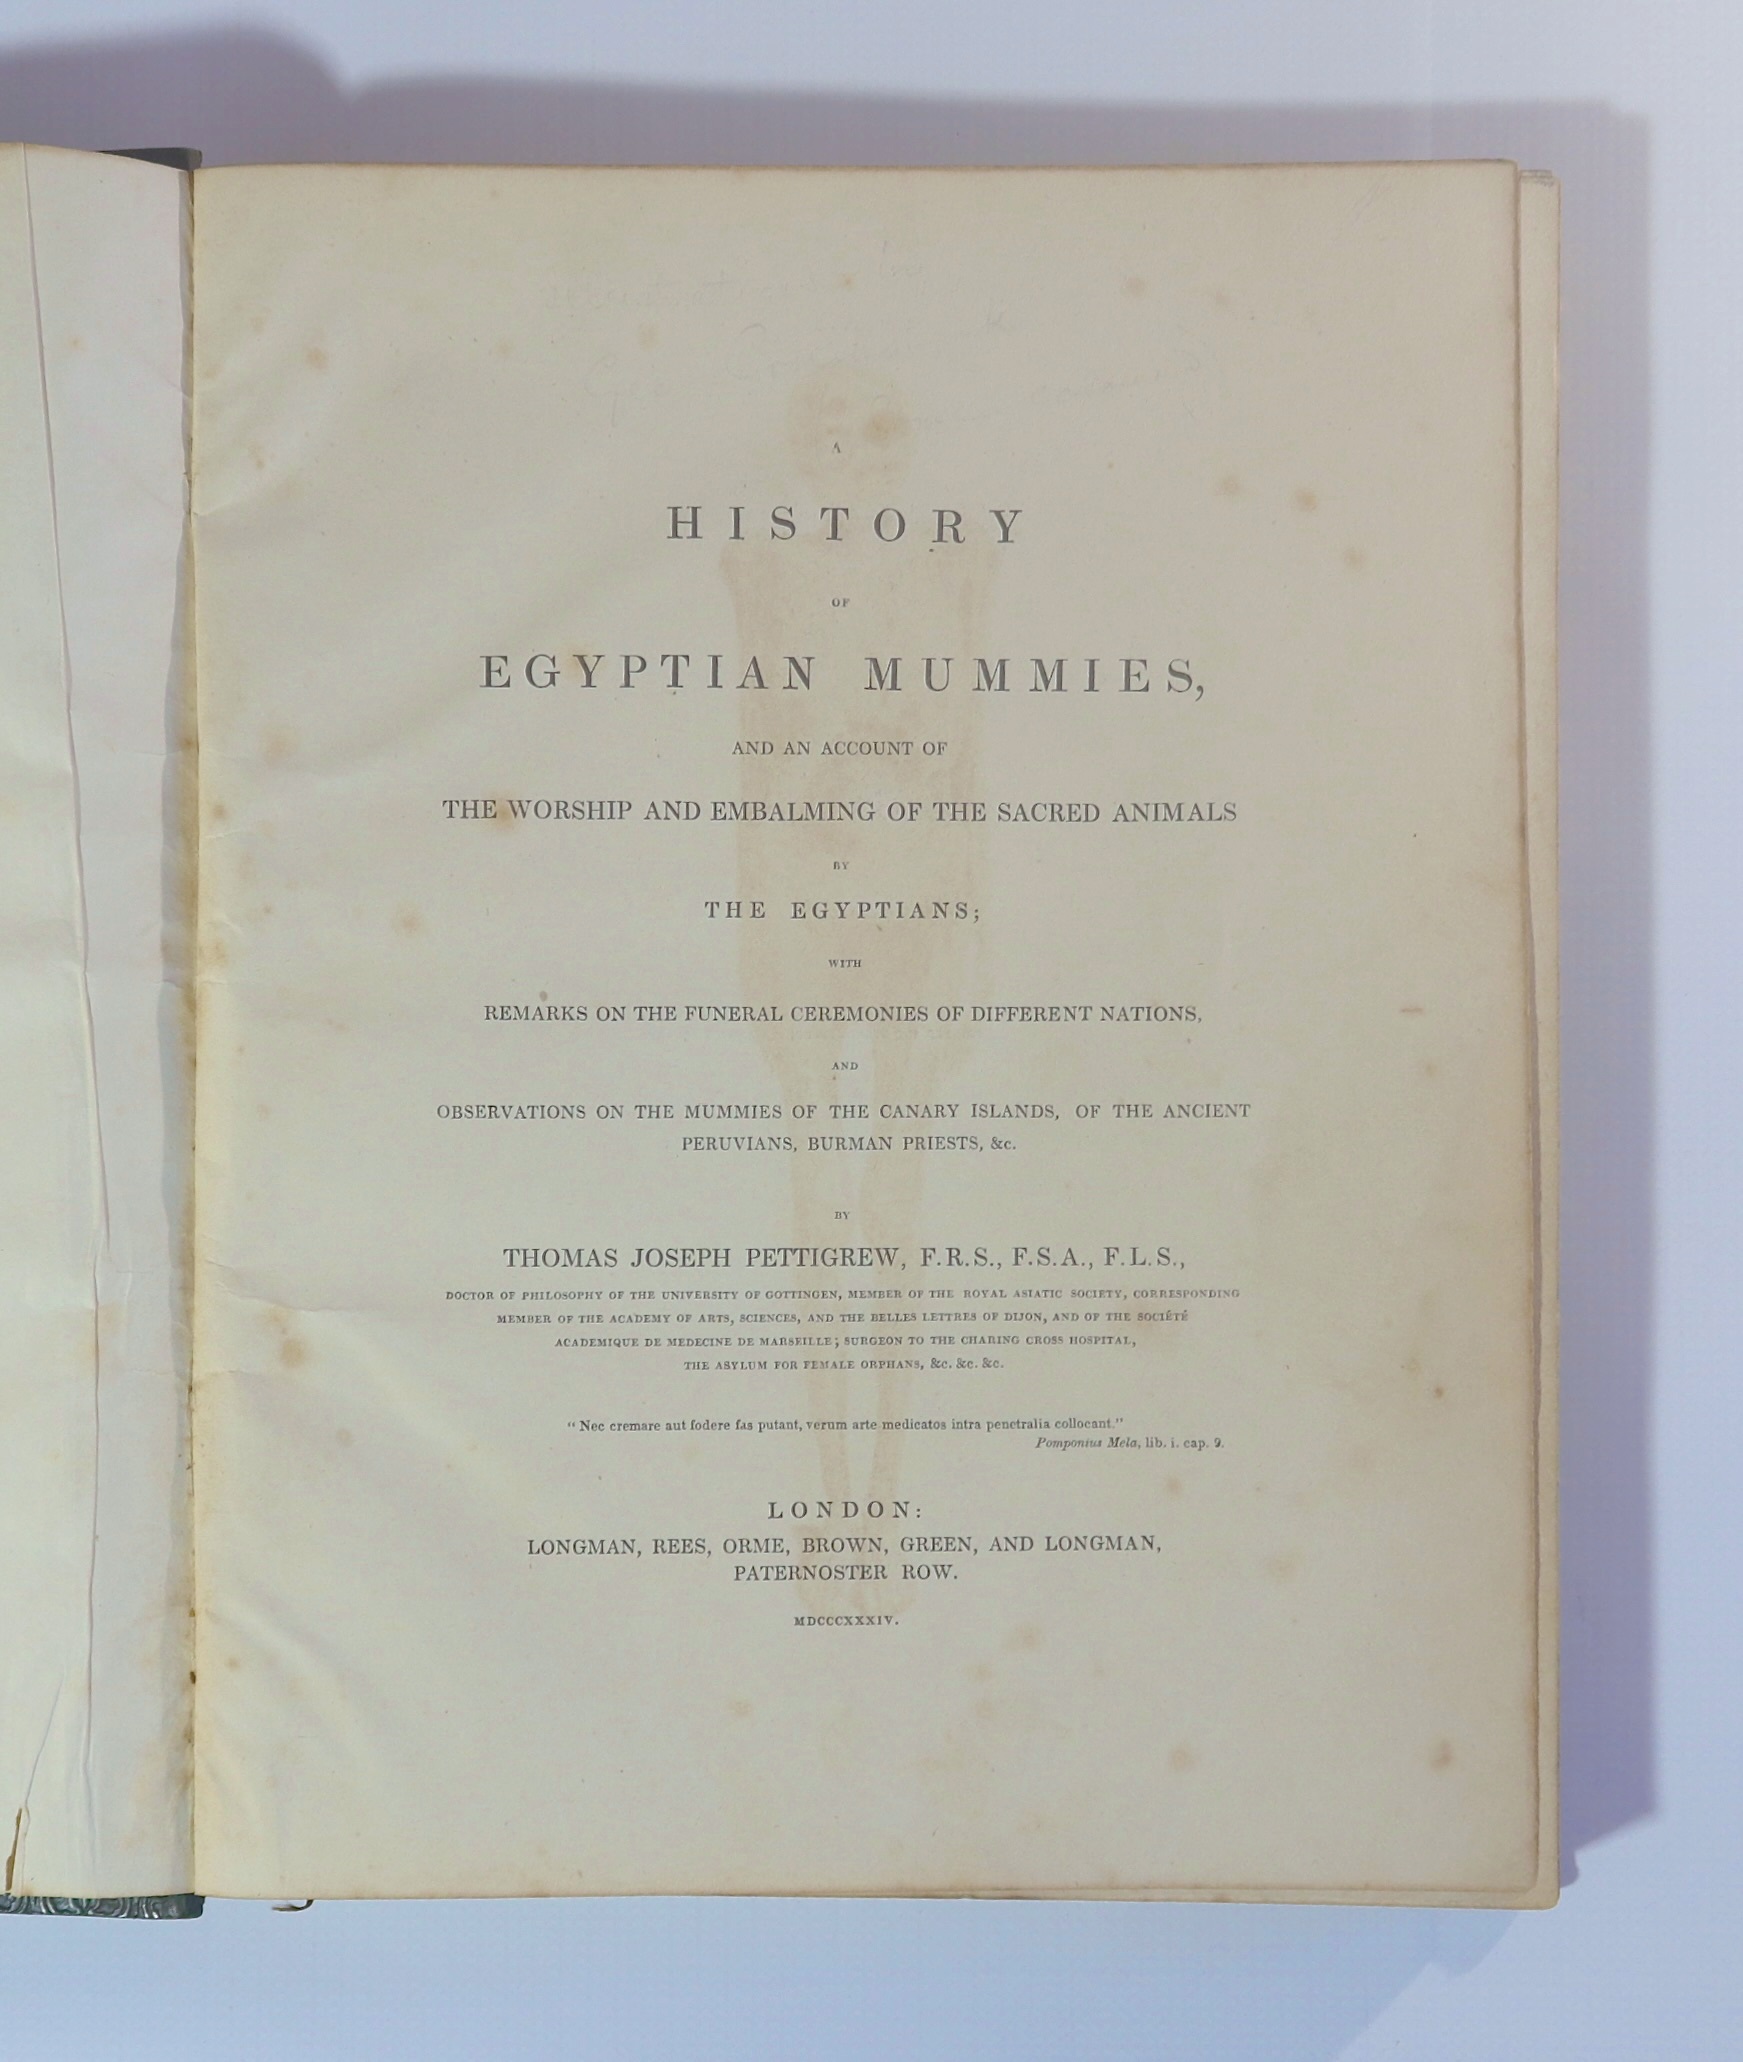 A
HISTORY
OF
EGYPTIAN MUMMIES,
AND AN ACCOUNT OF
THE WORSHIP AND EMBALMING OF THE SACRED ANIMALS
BY
THE EGYPTIANS;
WITH
REMARKS ON THE FUNERAL CEREMONIES OF DIFFERENT NATIONS,
AND
OBSERVATIONS ON THE MUMMIES OF THE CANARY ISLANDS, OF THE ANCIENT
PERUVIANS, BURMAN PRIESTS, &c.
BY
THOMAS JOSEPH PETTIGREW, F.R.S., F.S.A., F.L.S.,
DOCTOR OF PHILOSOPHY OF THE UNIVERSITY OF GOTTINGEN, MEMBER OF THE ROYAL ASIATIC SOCIETY, CORRESPONDING
MEMBER OF THE ACADEMY OF ARTS, SCIENCES, AND THE BELLES LETTRES OF DIJON, AND OF THE SOCIÉTÉ
ACADEMIQUE DE MEDECINE DE MARSEILLE; SURGEON TO THE CHARING CROSS HOSPITAL,
THE ASYLUM FOR FEMALE ORPHANS, &c. &c. &c.
"Nec cremare aut fodere fas putant, verum arte medicatos intra penetralia collocant."
Pomponius Mela, lib. i. cap. 9.
LONDON:
LONGMAN, REES, ORME, BROWN, GREEN, AND LONGMAN,
PATERNOSTER ROW.
MDCCCXXXIV.